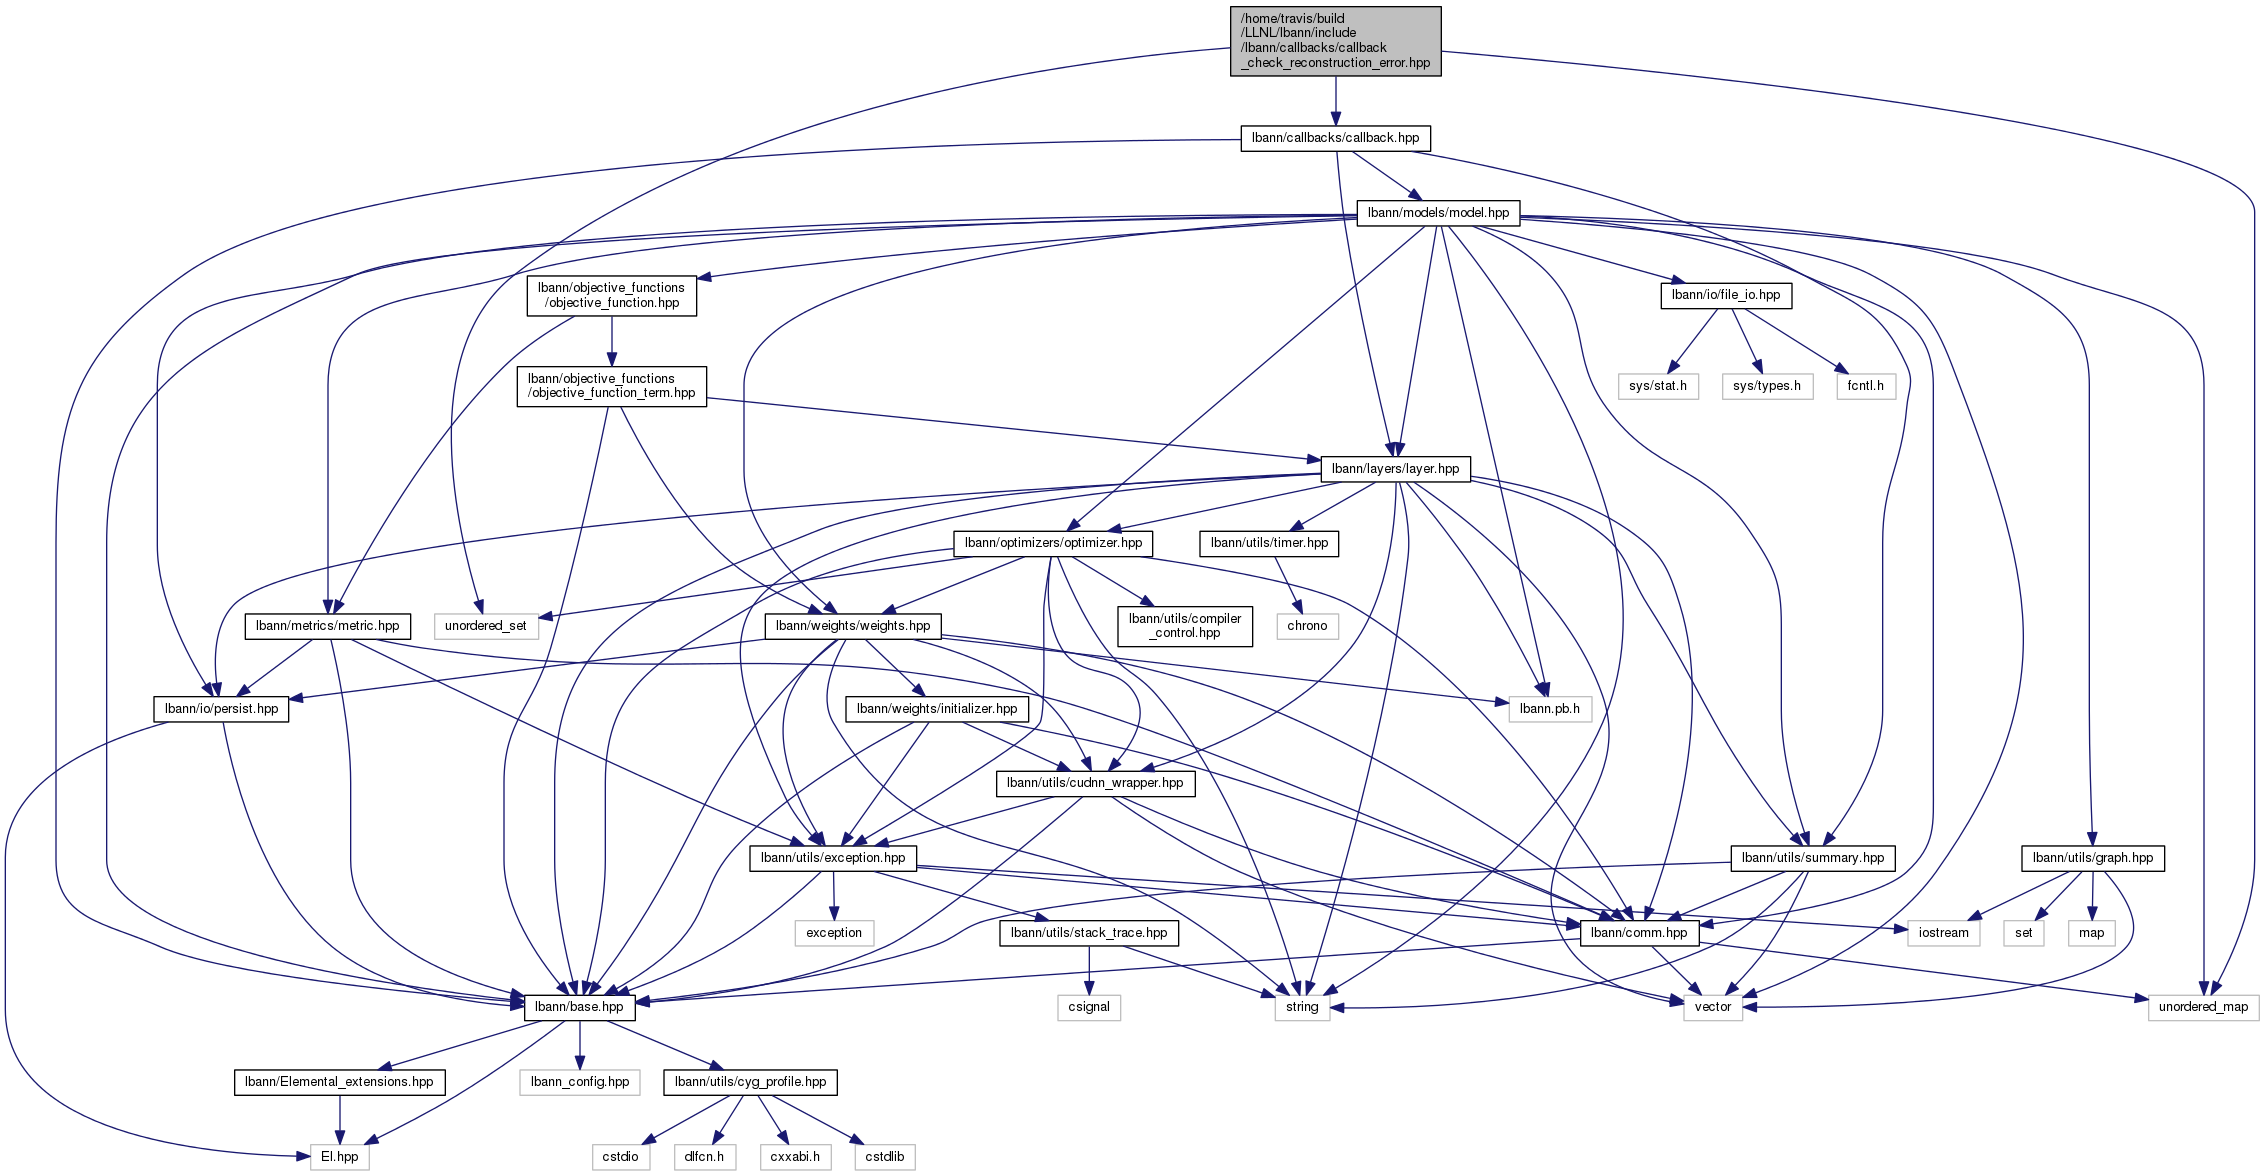 /home/travis/build
/LLNL/lbann/include
/lbann/callbacks/callback
_check_reconstruction_error.hpp
lbann/callbacks/callback.hpp
lbann/models/model.hpp
lbann/objective_functions
/objective_function.hpp
lbann/io/file_io.hpp
lbann/objective_functions
/objective_function_term.hpp
sys/stat.h
sys/types.h
fcntl.h
lbann/layers/layer.hpp
lbann/optimizers/optimizer.hpp
lbann/utils/timer.hpp
lbann/metrics/metric.hpp
unordered_set
lbann/weights/weights.hpp
lbann/utils/compiler
_control.hpp
chrono
lbann/io/persist.hpp
lbann/weights/initializer.hpp
lbann.pb.h
lbann/utils/cudnn_wrapper.hpp
lbann/utils/exception.hpp
lbann/utils/summary.hpp
lbann/utils/graph.hpp
exception
lbann/utils/stack_trace.hpp
lbann/comm.hpp
iostream
set
map
lbann/base.hpp
csignal
string
vector
unordered_map
lbann/Elemental_extensions.hpp
lbann_config.hpp
lbann/utils/cyg_profile.hpp
El.hpp
cstdio
dlfcn.h
cxxabi.h
cstdlib